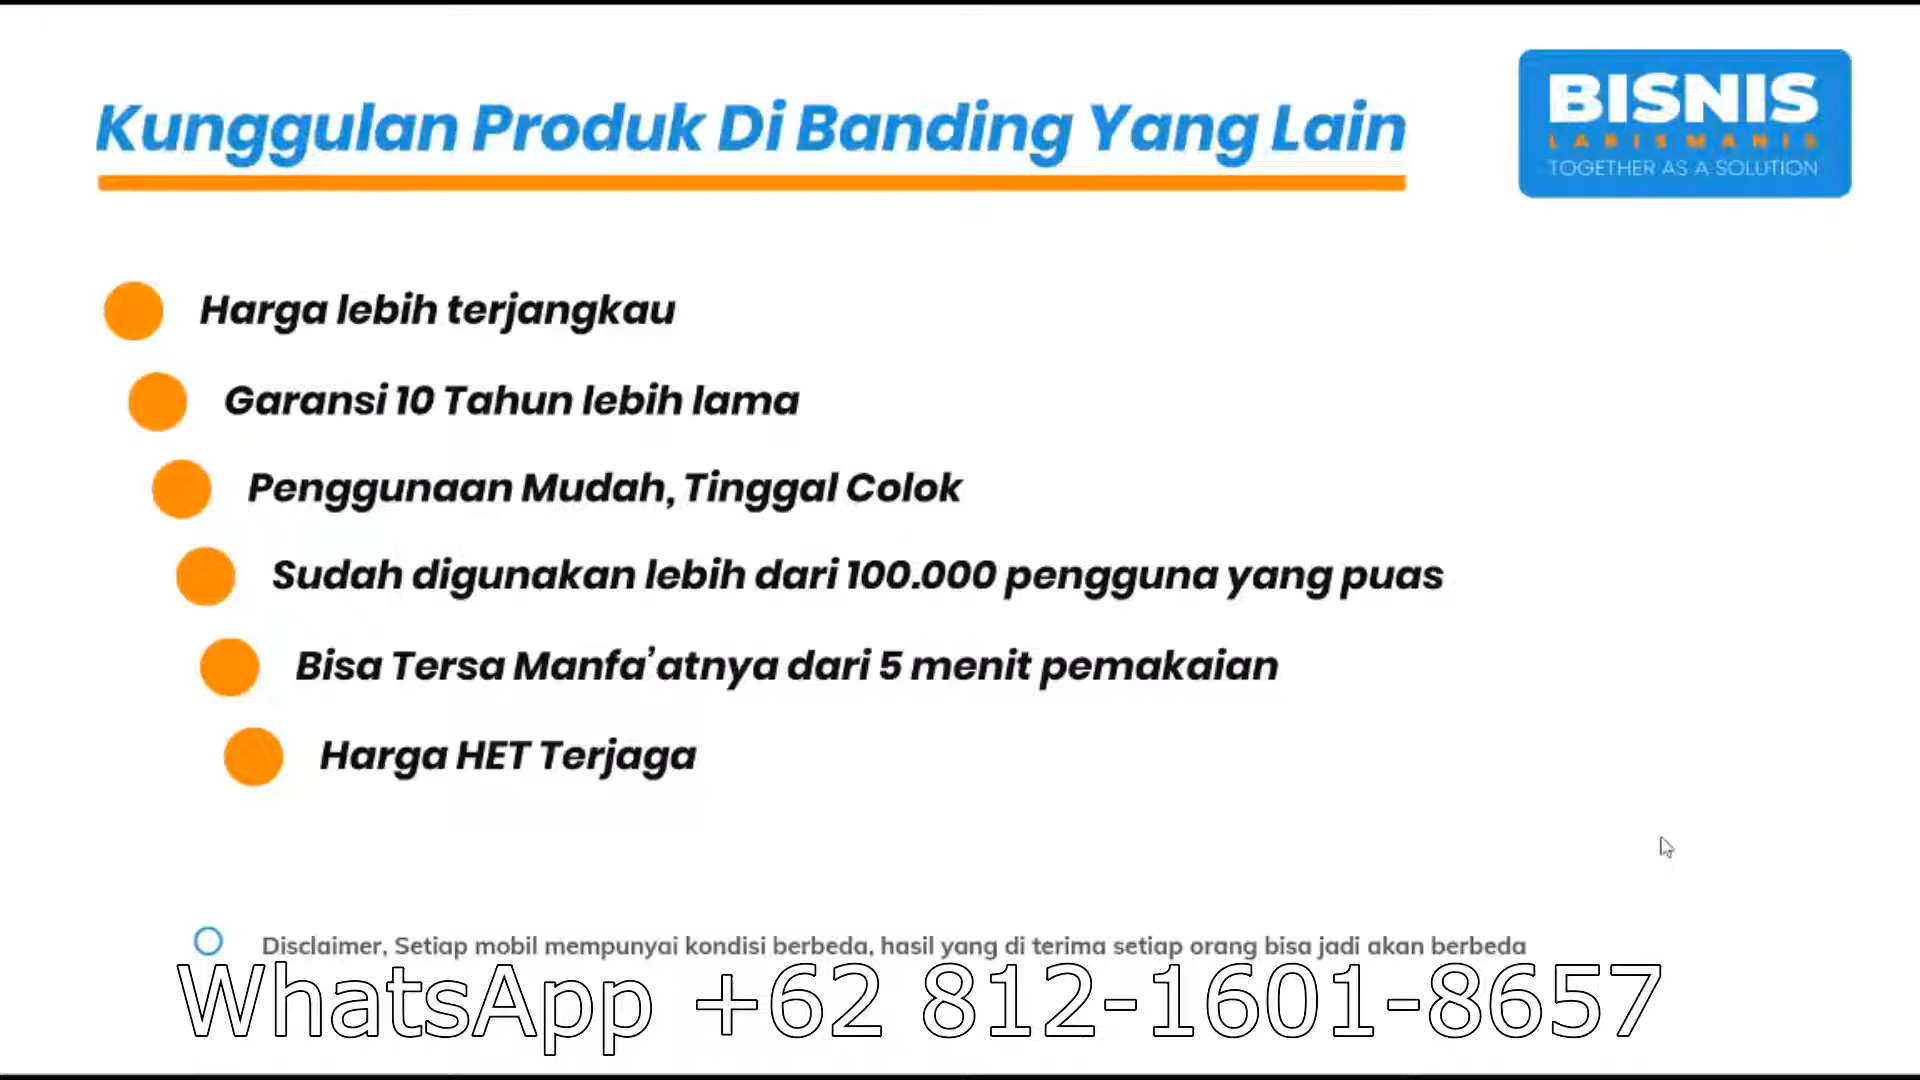 Kunggulan Produk Di Banding Yang Lain
BISNIS
LAPISMANIS
TOGETHER AS A SOLUTION
Harga lebih terjangkau
Garansi 10 Tahun lebih lama
Penggunaan Mudah, Tinggal Colok
Sudah digunakan lebih dari 100.000 pengguna yang puas
Bisa Tersa Manfa’atnya dari 5 menit pemakaian
Harga HET Terjaga
Disclaimer, Setiap mobil mempunyai kondisi berbeda, hasil yang di terima setiap orang bisa jadi akan berbeda
WhatsApp +62 812-1601-8657